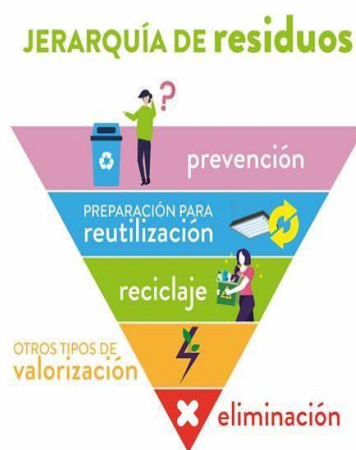 JERARQUÍA DE residuos
?
prevención
PREPARACIÓN PARA
reutilización
reciclaje
OTROS TIPOS DE
valorización
eliminación